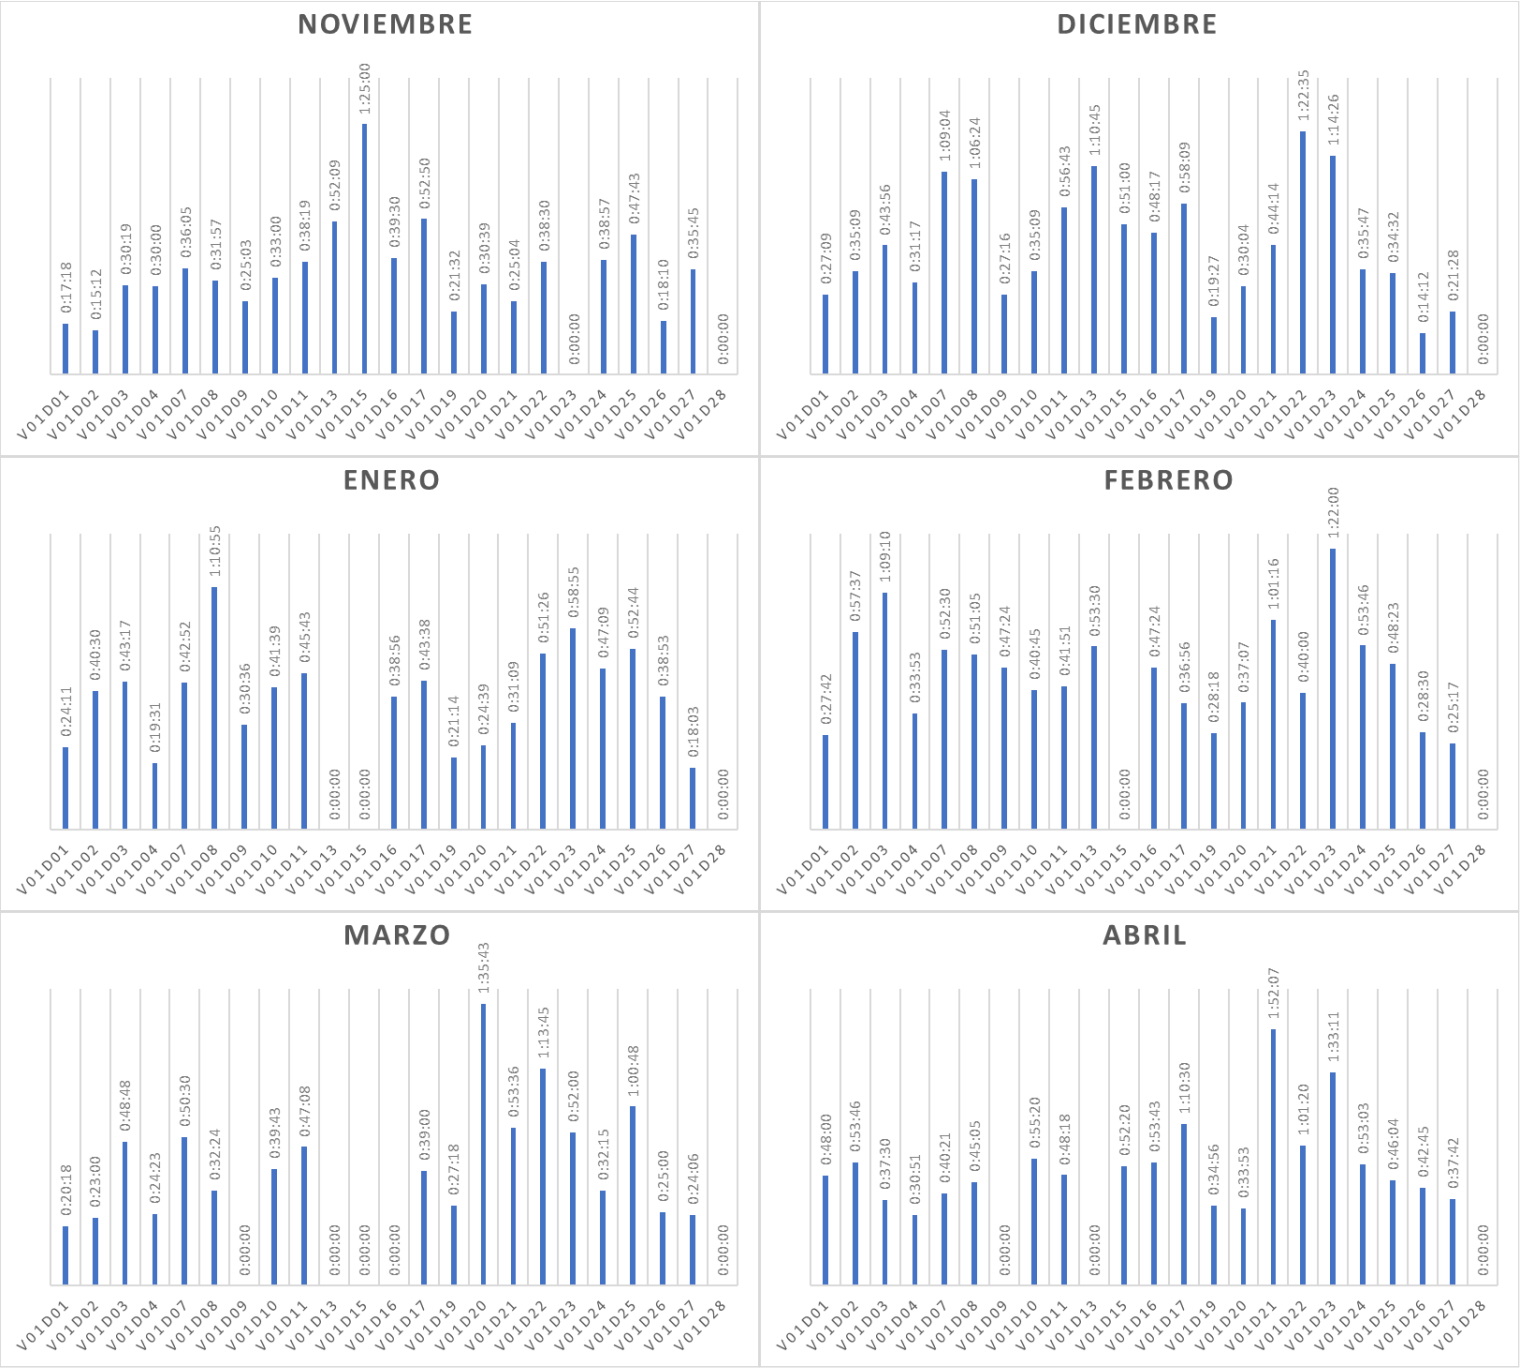 NOVIEMBRE
0:17:18 0:15:12 0:30:19 0:30:00 0:36:05 0:31:57 0:25:03 0:33:00 0:38:19 0:52:09 1:25:00 0:39:30 0:52:50 0:21:32 0:30:39 0:25:04 0:38:30 0:00:00 0:38:57 0:47:43 0:18:10 0:35:45 0:00:00
V01D01 V01D02 V01D03 V01D04 V01D07 V01D08 V01D09 V01D10 V01D11 V01D13 V01D15 V01D16 V01D17 V01D19 V01D20 V01D21 V01D22 V01D23 V01D24 V01D25 V01D26 V01D27 V01D28
DICIEMBRE
0:27:09 0:35:09 0:43:56 0:31:17 1:09:04 1:06:24 0:27:16 0:35:09 0:56:43 1:10:45 0:51:00 0:48:17 0:58:09 0:19:27 0:30:04 0:44:14 1:22:35 1:14:26 0:35:47 0:34:32 0:14:12 0:21:28 0:00:00
V01D01 V01D02 V01D03 V01D04 V01D07 V01D08 V01D09 V01D10 V01D11 V01D13 V01D15 V01D16 V01D17 V01D19 V01D20 V01D21 V01D22 V01D23 V01D24 V01D25 V01D26 V01D27 V01D28
ENERO
0:24:11 0:40:30 0:43:17 0:19:31 0:42:52 1:10:55 0:30:36 0:41:39 0:45:43 0:00:00 0:00:00 0:38:56 0:43:38 0:21:14 0:24:39 0:31:09 0:51:26 0:58:55 0:47:09 0:52:44 0:38:53 0:18:03 0:00:00
V01D01 V01D02 V01D03 V01D04 V01D07 V01D08 V01D09 V01D10 V01D11 V01D13 V01D15 V01D16 V01D17 V01D19 V01D20 V01D21 V01D22 V01D23 V01D24 V01D25 V01D26 V01D27 V01D28
FEBRERO
0:27:42 0:57:37 1:09:10 0:33:53 0:52:30 0:51:05 0:47:24 0:40:45 0:41:51 0:53:30 0:00:00 0:47:24 0:36:56 0:28:18 0:37:07 1:01:16 0:40:00 1:22:00 0:53:46 0:48:23 0:28:30 0:25:17 0:00:00
V01D01 V01D02 V01D03 V01D04 V01D07 V01D08 V01D09 V01D10 V01D11 V01D13 V01D15 V01D16 V01D17 V01D19 V01D20 V01D21 V01D22 V01D23 V01D24 V01D25 V01D26 V01D27 V01D28
MARZO
0:20:18 0:23:00 0:48:48 0:24:23 0:50:30 0:32:24 0:00:00 0:39:43 0:47:08 0:00:00 0:00:00 0:00:00 0:39:00 0:27:18 1:35:43 0:53:36 1:13:45 0:52:00 0:32:15 1:00:48 0:25:00 0:24:06 0:00:00
V01D01 V01D02 V01D03 V01D04 V01D07 V01D08 V01D09 V01D10 V01D11 V01D13 V01D15 V01D16 V01D17 V01D19 V01D20 V01D21 V01D22 V01D23 V01D24 V01D25 V01D26 V01D27 V01D28
ABRIL
0:48:00 0:53:46 0:37:30 0:30:51 0:40:21 0:45:05 0:00:00 0:55:20 0:48:18 0:00:00 0:52:20 0:53:43 1:10:30 0:34:56 0:33:53 1:52:07 1:01:20 1:33:11 0:53:03 0:46:04 0:42:45 0:37:42 0:00:00
V01D01 V01D02 V01D03 V01D04 V01D07 V01D08 V01D09 V01D10 V01D11 V01D13 V01D15 V01D16 V01D17 V01D19 V01D20 V01D21 V01D22 V01D23 V01D24 V01D25 V01D26 V01D27 V01D28